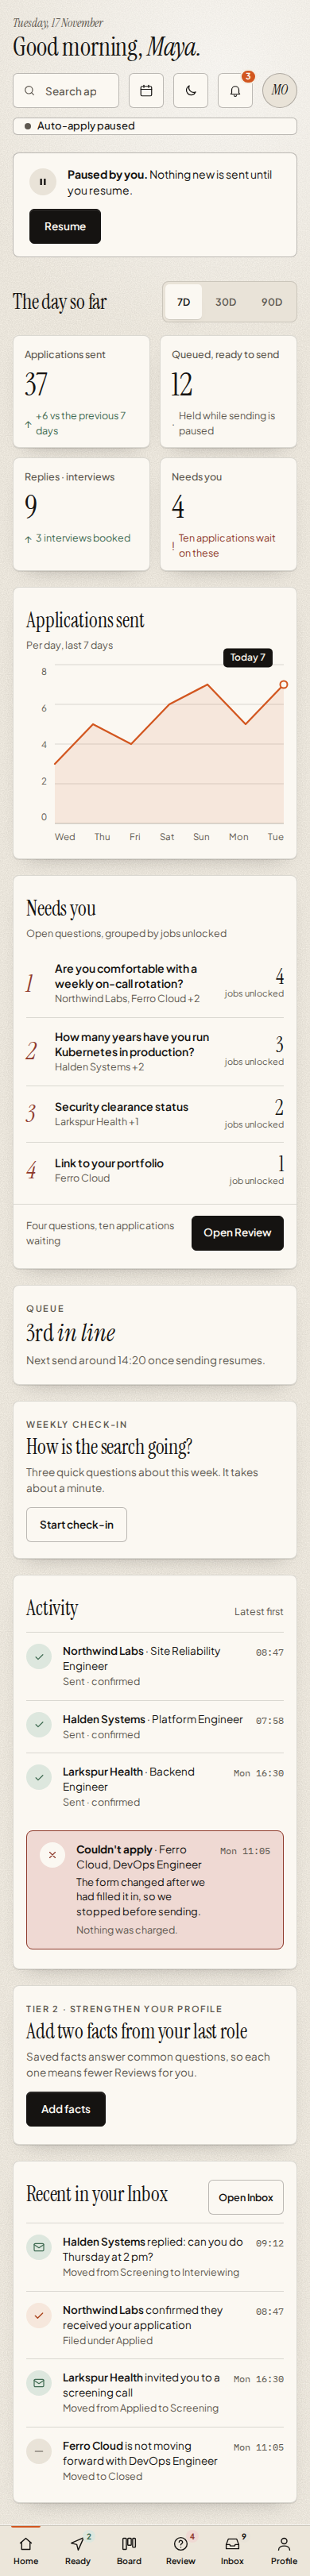 Tuesday, 17 November
Good morning, Maya.
Search ap
3
MO
Auto-apply paused
Paused by you. Nothing new is sent until
you resume.
Resume
The day so far
7D 30D 90D
Applications sent
37
↑ +6 vs the previous 7
days
Queued, ready to send
12
· Held while sending is
paused
Replies · interviews
9
↑ 3 interviews booked
Needs you
4
! Ten applications wait
on these
Applications sent
Per day, last 7 days
Today 7
8
6
4
2
0
Wed Thu Fri Sat Sun Mon Tue
Needs you
Open questions, grouped by jobs unlocked
1
Are you comfortable with a
weekly on-call rotation?
Northwind Labs, Ferro Cloud +2
4
jobs unlocked
2
How many years have you run
Kubernetes in production?
Halden Systems +2
3
jobs unlocked
3
Security clearance status
Larkspur Health +1
2
jobs unlocked
4
Link to your portfolio
Ferro Cloud
1
job unlocked
Four questions, ten applications
waiting
Open Review
QUEUE
3rd in line
Next send around 14:20 once sending resumes.
WEEKLY CHECK-IN
How is the search going?
Three quick questions about this week. It takes
about a minute.
Start check-in
Activity
Latest first
Northwind Labs · Site Reliability
Engineer
Sent · confirmed
08:47
Halden Systems · Platform Engineer
Sent · confirmed
07:58
Larkspur Health · Backend
Engineer
Sent · confirmed
Mon 16:30
Couldn't apply · Ferro
Cloud, DevOps Engineer
The form changed after we
had filled it in, so we
stopped before sending.
Nothing was charged.
Mon 11:05
TIER 2 · STRENGTHEN YOUR PROFILE
Add two facts from your last role
Saved facts answer common questions, so each
one means fewer Reviews for you.
Add facts
Recent in your Inbox
Open Inbox
Halden Systems replied: can you do
Thursday at 2 pm?
Moved from Screening to Interviewing
09:12
Northwind Labs confirmed they
received your application
Filed under Applied
08:47
Larkspur Health invited you to a
screening call
Moved from Applied to Screening
Mon 16:30
Ferro Cloud is not moving
forward with DevOps Engineer
Moved to Closed
Mon 11:05
2 4 9
Home Ready Board Review Inbox Profile